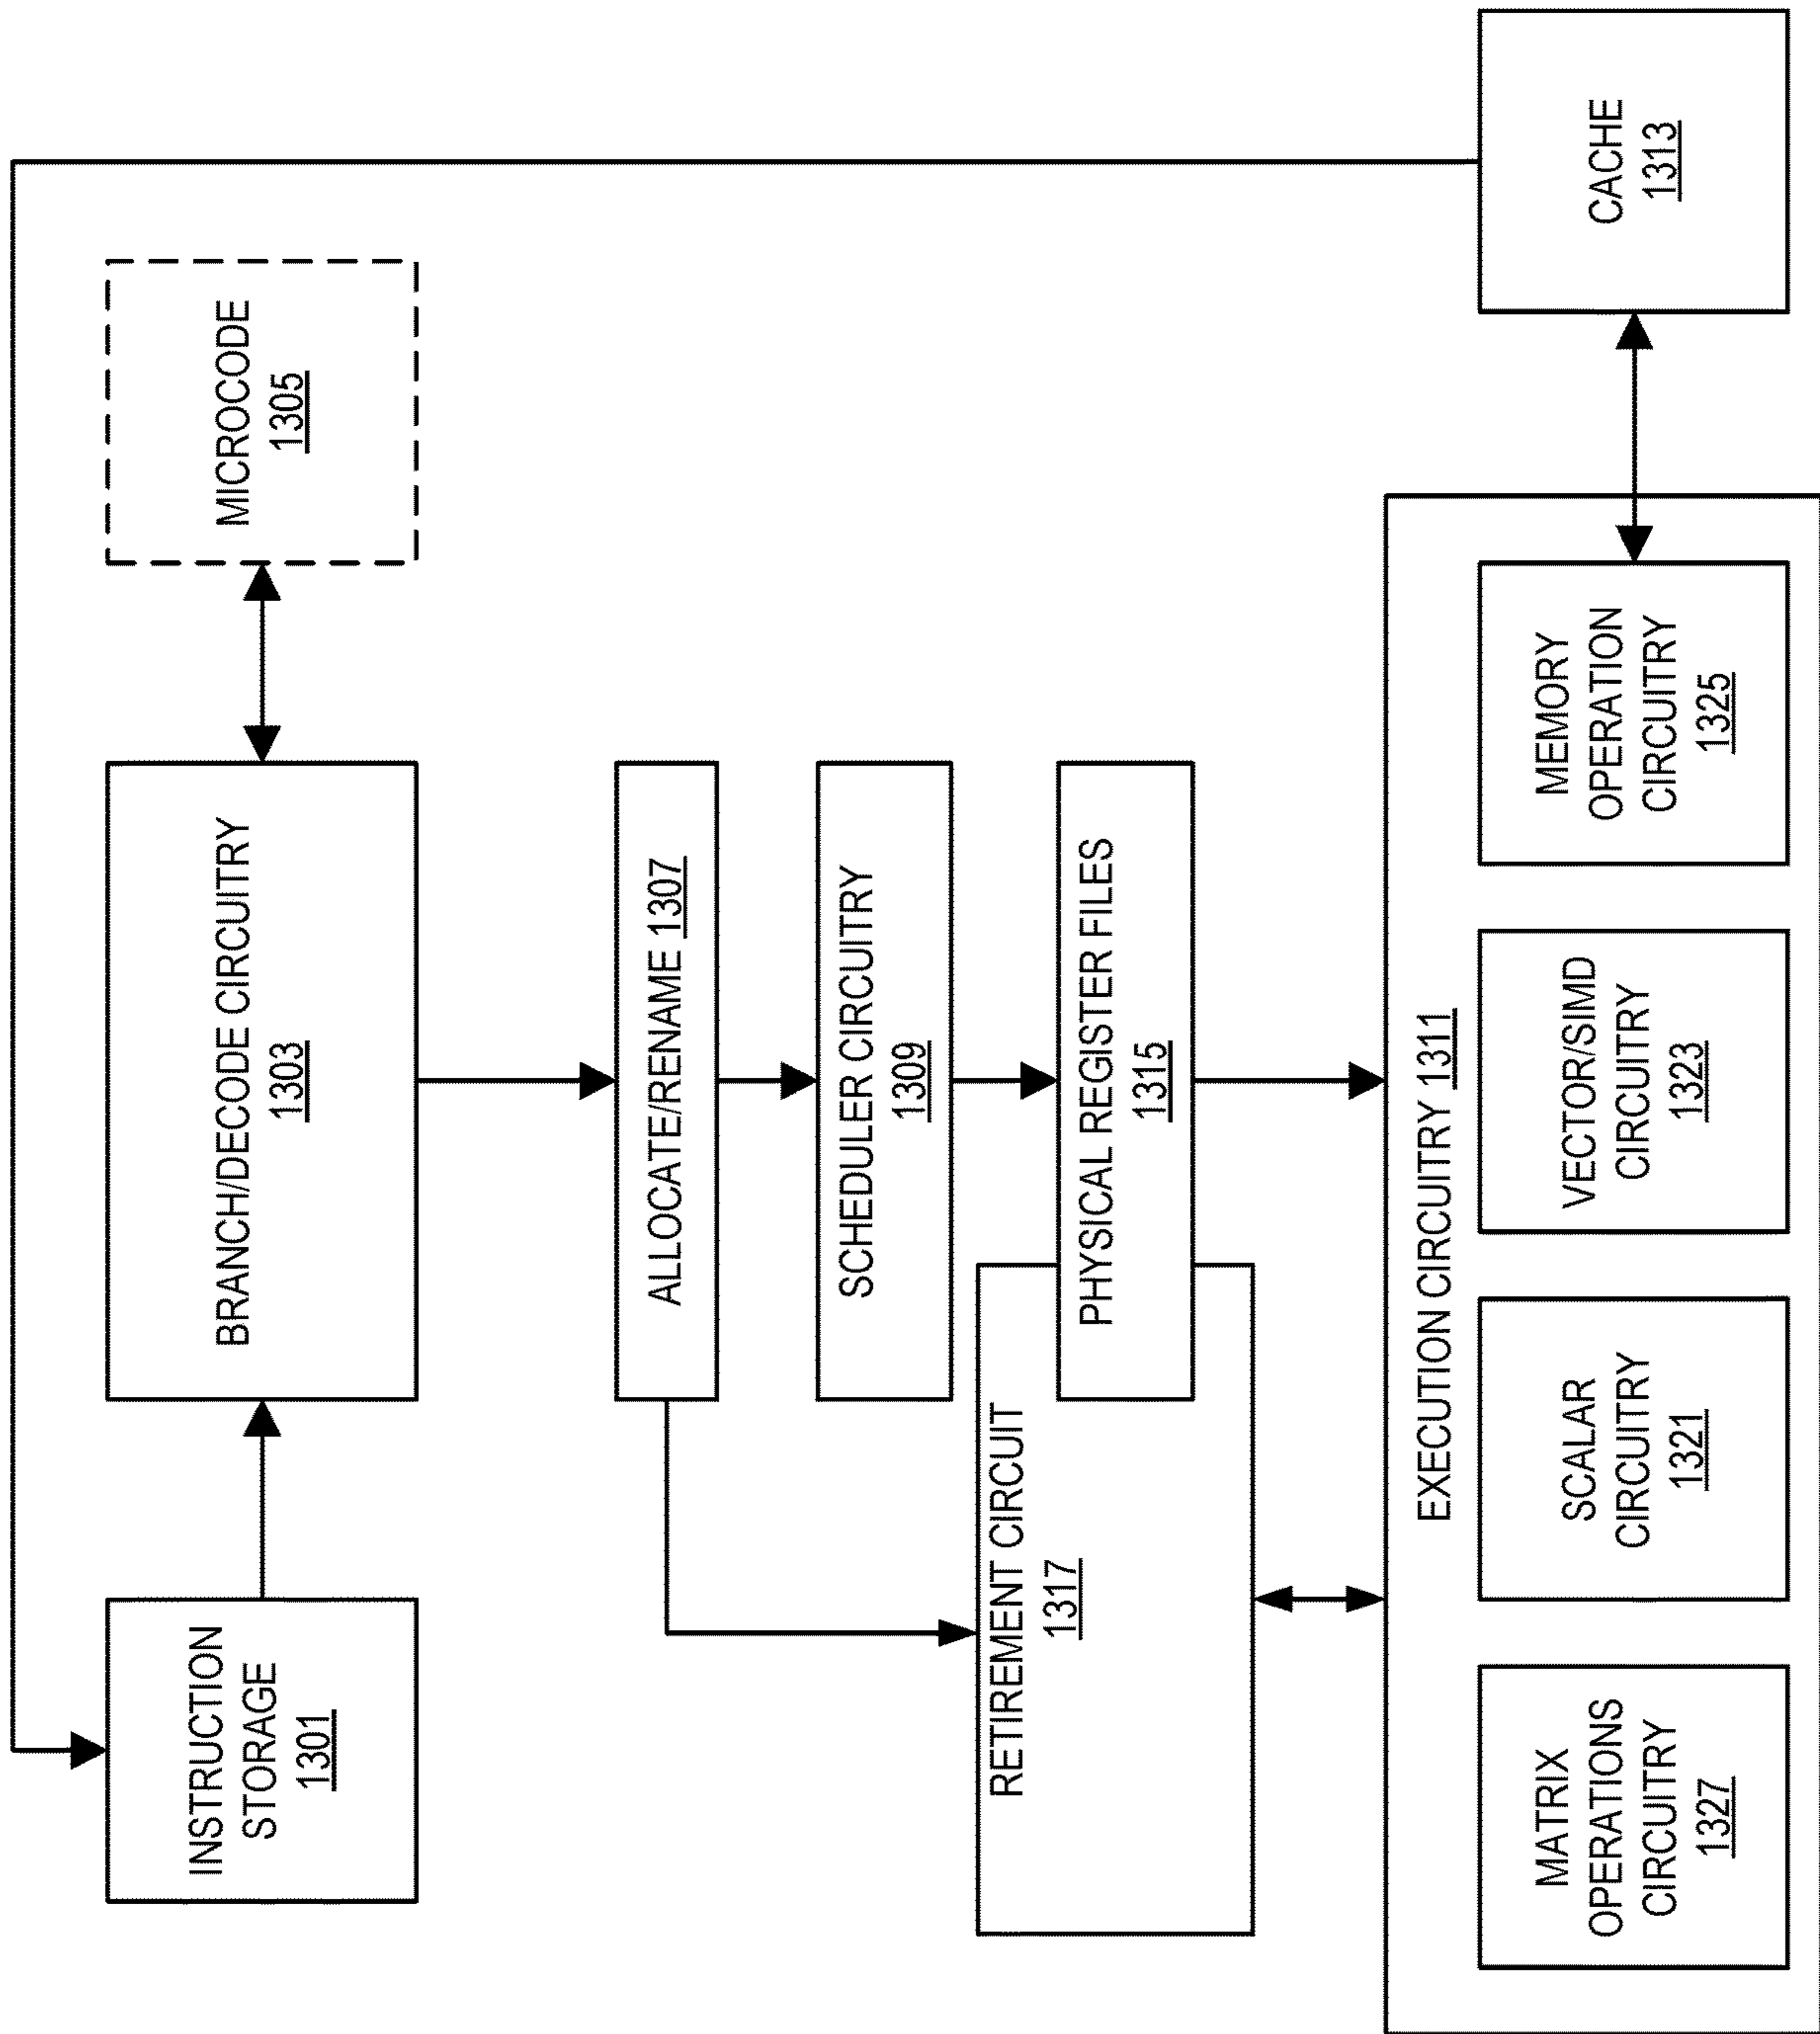 INSTRUCTION
STORAGE
1301
BRANCH/DECODE CIRCUITRY
1303
MICROCODE
1305
ALLOCATE/RENAME 1307
SCHEDULER CIRCUITRY
1309
RETIREMENT CIRCUIT
1317
PHYSICAL REGISTER FILES
1315
EXECUTION CIRCUITRY 1311
MATRIX
OPERATIONS
CIRCUITRY
1327
SCALAR
CIRCUITRY
1321
VECTOR/SIMD
CIRCUITRY
1323
MEMORY
OPERATION
CIRCUITRY
1325
CACHE
1313